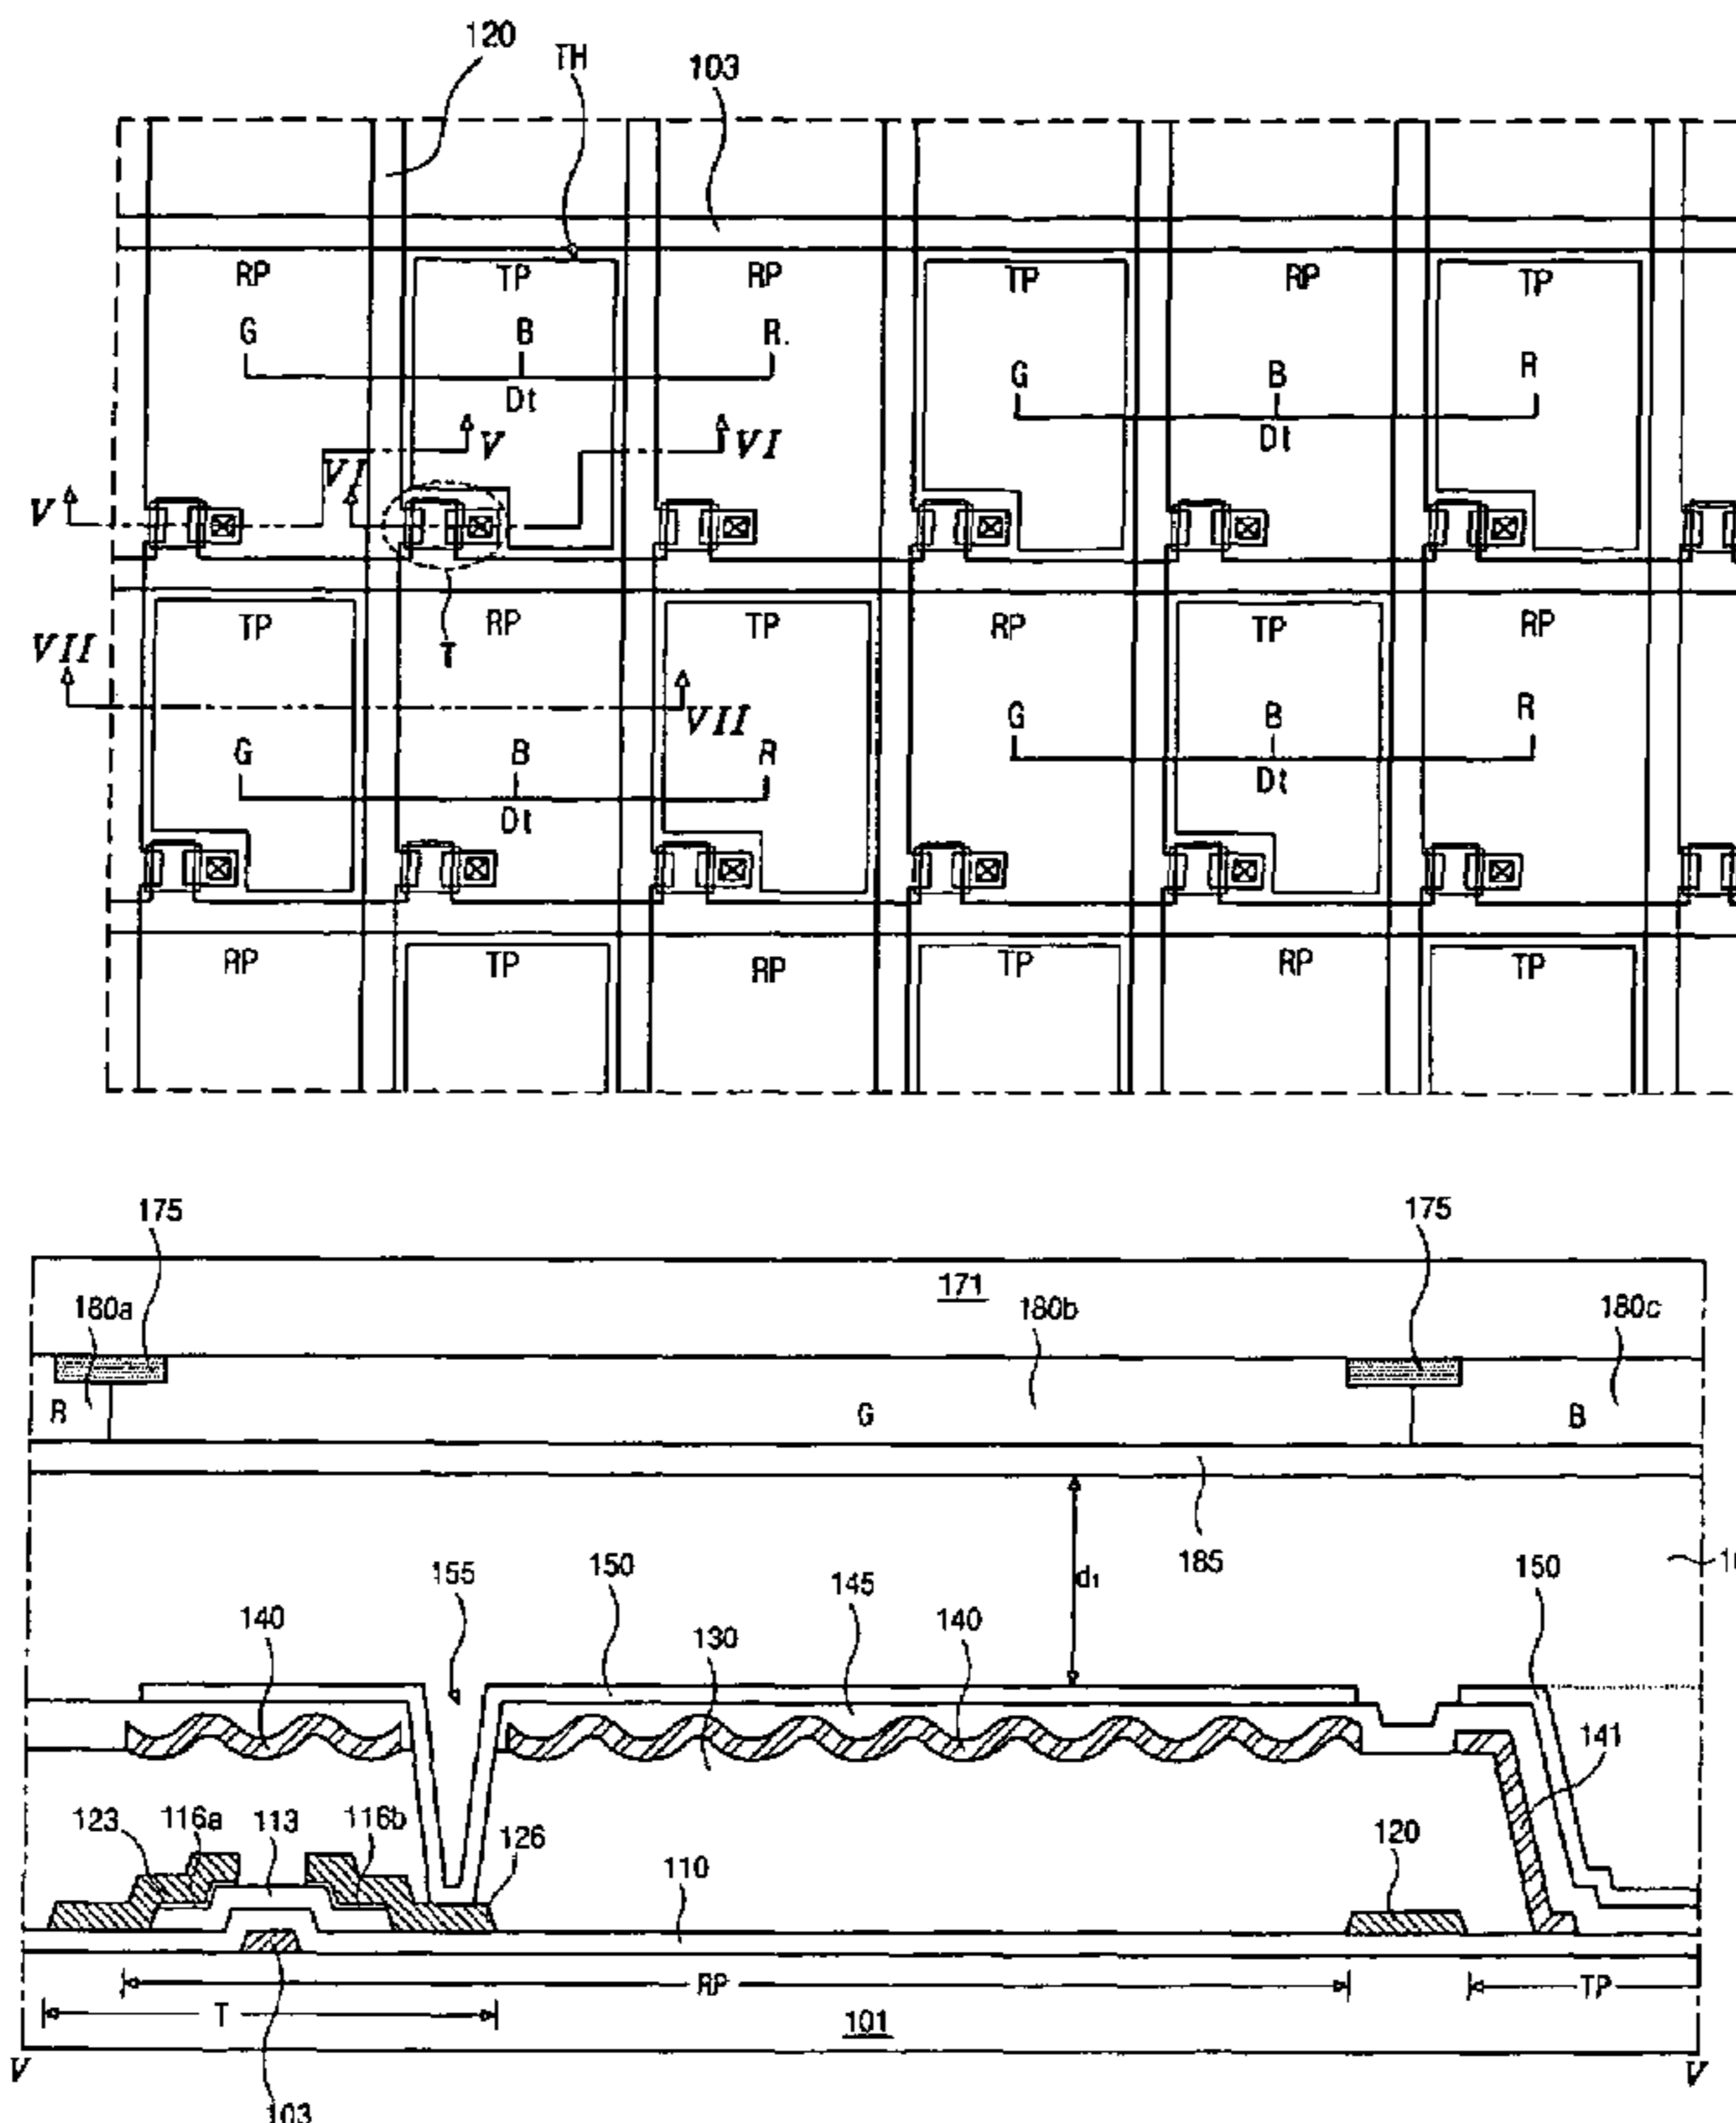 120
TH
103
RP TP RP TP RP TP
G B R.
Dt
G B R
Dt
V VI
VI
V
T
TP RP TP RP TP RP
VII
VII
G B R
Dt
G B R
Dt
RP TP RP TP RP TP
175 175
171
180a 180b 180c
R G B
185
155 150 145 d1 150
140 130 140
141
123 116a 113 116b 126 110 120
RP TP
T
101
V V
103